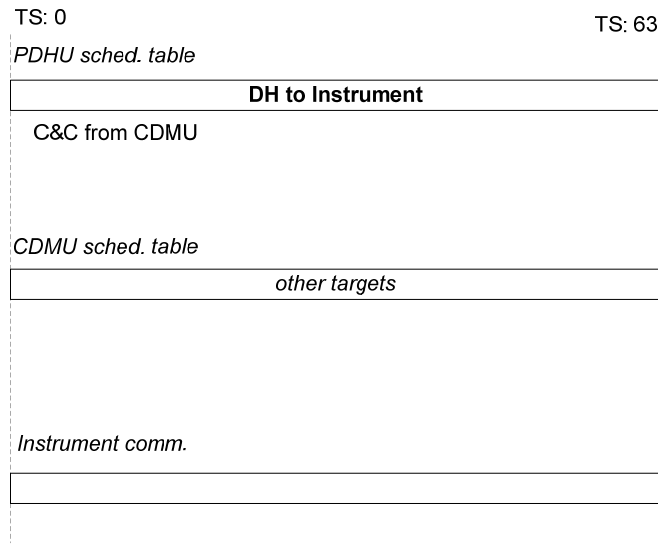 TS: 0
TS: 63
PDHU sched. table
DH to Instrument
C&C from CDMU
CDMU sched. table
other targets
Instrument comm.